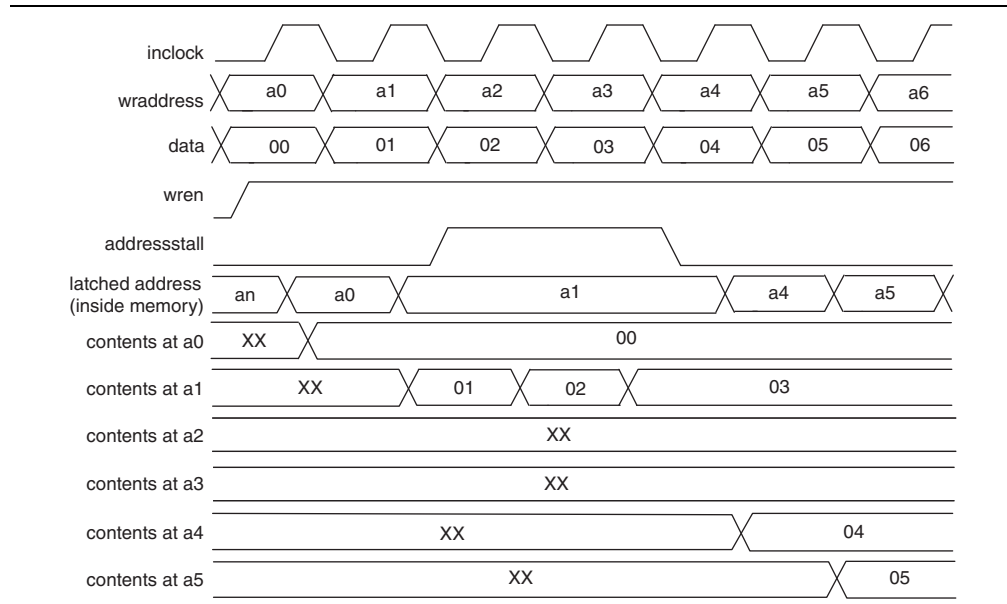 inclock
wraddress a0 a1 a2 a3 a4 a5 a6
data 00 01 02 03 04 05 06
wren
addressstall
latched address
(inside memory) an a0 a1 a4 a5
contents at a0 XX 00
contents at a1 XX 01 02 03
contents at a2 XX
contents at a3 XX
contents at a4 XX 04
contents at a5 XX 05